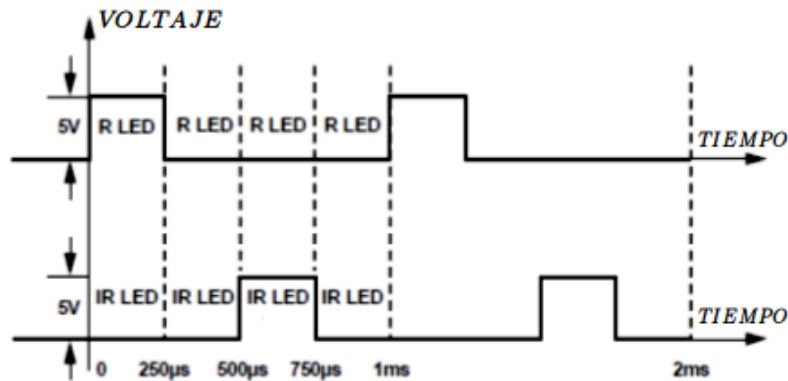 VOLTAJE
5V R LED R LED R LED R LED
TIEMPO
5V IR LED IR LED IR LED IR LED
TIEMPO
0 250µs 500µs 750µs 1ms 2ms